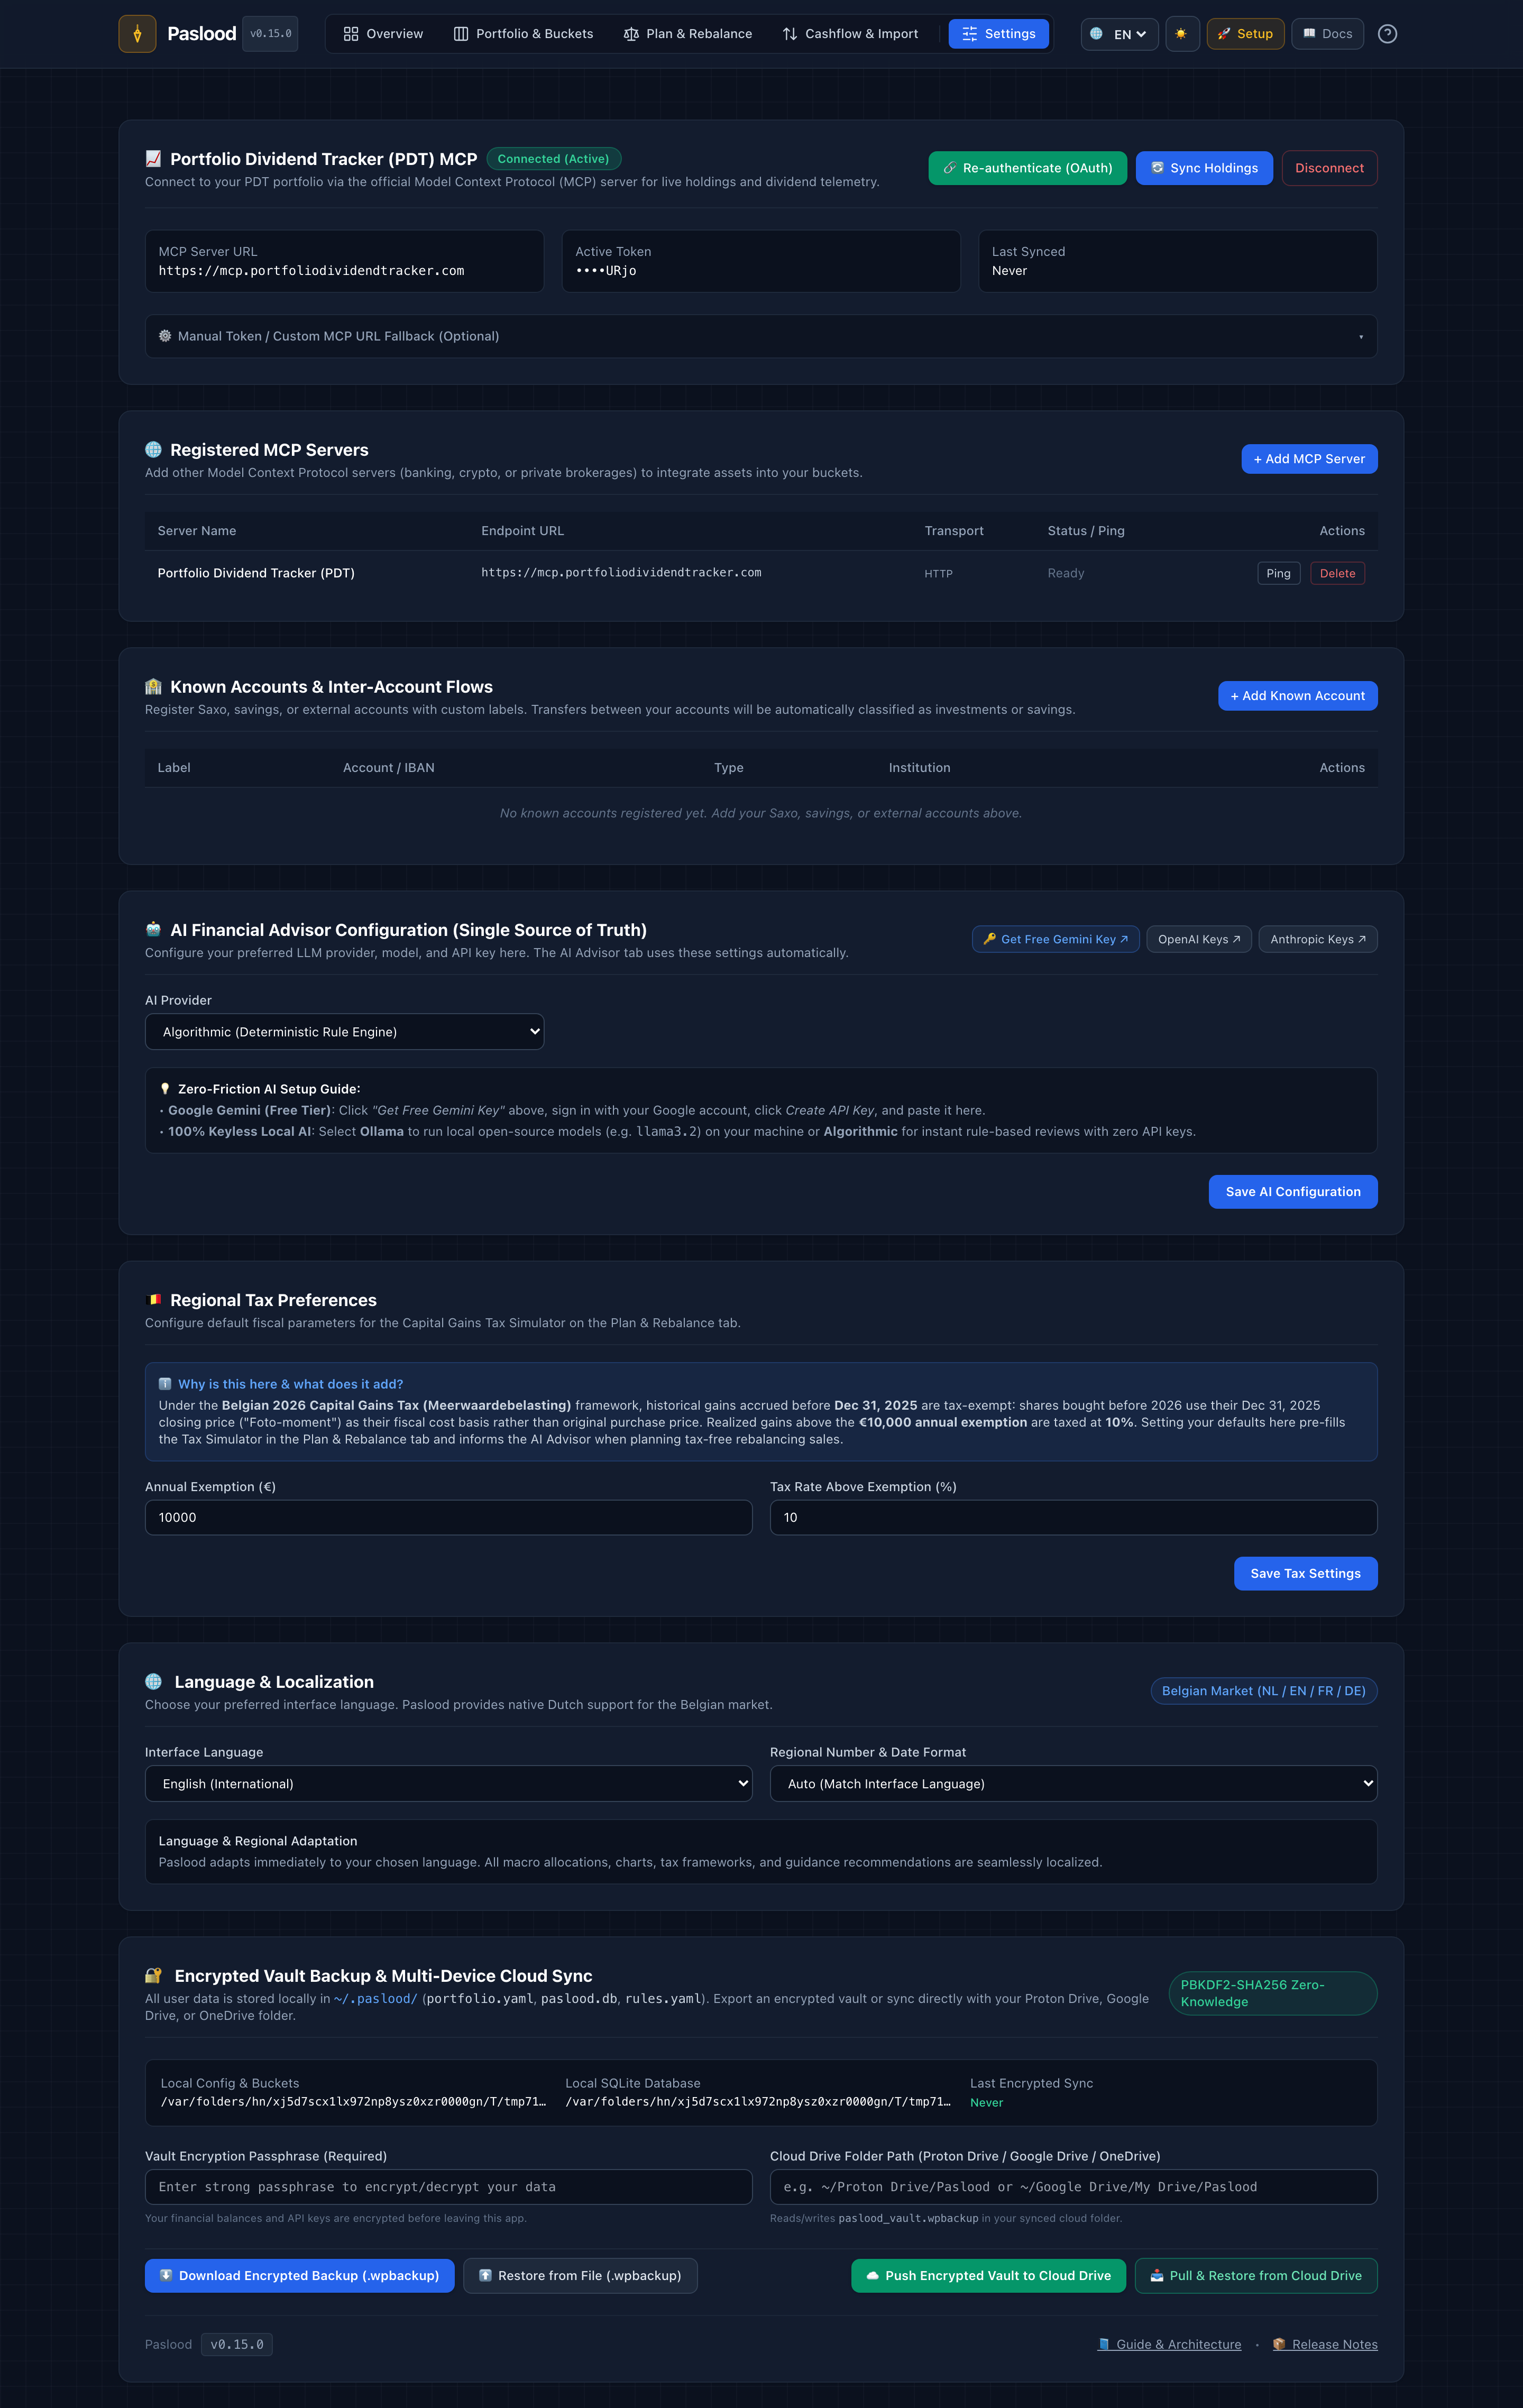 Paslood v0.15.0 Overview Portfolio & Buckets Plan & Rebalance Cashflow & Import Settings EN Setup Docs
Portfolio Dividend Tracker (PDT) MCP Connected (Active)
Connect to your PDT portfolio via the official Model Context Protocol (MCP) server for live holdings and dividend telemetry.
Re-authenticate (OAuth) Sync Holdings Disconnect
MCP Server URL
https://mcp.portfoliodividendtracker.com
Active Token
••••URjo
Last Synced
Never
Manual Token / Custom MCP URL Fallback (Optional)
Registered MCP Servers
Add other Model Context Protocol servers (banking, crypto, or private brokerages) to integrate assets into your buckets.
+ Add MCP Server
Server Name Endpoint URL Transport Status / Ping Actions
Portfolio Dividend Tracker (PDT) https://mcp.portfoliodividendtracker.com HTTP Ready Ping Delete
Known Accounts & Inter-Account Flows
Register Saxo, savings, or external accounts with custom labels. Transfers between your accounts will be automatically classified as investments or savings.
+ Add Known Account
Label Account / IBAN Type Institution Actions
No known accounts registered yet. Add your Saxo, savings, or external accounts above.
AI Financial Advisor Configuration (Single Source of Truth)
Configure your preferred LLM provider, model, and API key here. The AI Advisor tab uses these settings automatically.
Get Free Gemini Key ↗ OpenAI Keys ↗ Anthropic Keys ↗
AI Provider
Algorithmic (Deterministic Rule Engine)
Zero-Friction AI Setup Guide:
• Google Gemini (Free Tier): Click "Get Free Gemini Key" above, sign in with your Google account, click Create API Key, and paste it here.
• 100% Keyless Local AI: Select Ollama to run local open-source models (e.g. llama3.2) on your machine or Algorithmic for instant rule-based reviews with zero API keys.
Save AI Configuration
Regional Tax Preferences
Configure default fiscal parameters for the Capital Gains Tax Simulator on the Plan & Rebalance tab.
Why is this here & what does it add?
Under the Belgian 2026 Capital Gains Tax (Meerwaardebelasting) framework, historical gains accrued before Dec 31, 2025 are tax-exempt: shares bought before 2026 use their Dec 31, 2025
closing price ("Foto-moment") as their fiscal cost basis rather than original purchase price. Realized gains above the €10,000 annual exemption are taxed at 10%. Setting your defaults here pre-fills
the Tax Simulator in the Plan & Rebalance tab and informs the AI Advisor when planning tax-free rebalancing sales.
Annual Exemption (€)
10000
Tax Rate Above Exemption (%)
10
Save Tax Settings
Language & Localization
Choose your preferred interface language. Paslood provides native Dutch support for the Belgian market.
Belgian Market (NL / EN / FR / DE)
Interface Language
English (International)
Regional Number & Date Format
Auto (Match Interface Language)
Language & Regional Adaptation
Paslood adapts immediately to your chosen language. All macro allocations, charts, tax frameworks, and guidance recommendations are seamlessly localized.
Encrypted Vault Backup & Multi-Device Cloud Sync
All user data is stored locally in ~/.paslood/ (portfolio.yaml, paslood.db, rules.yaml). Export an encrypted vault or sync directly with your Proton Drive, Google
Drive, or OneDrive folder.
PBKDF2-SHA256 Zero-
Knowledge
Local Config & Buckets
/var/folders/hn/xj5d7scx1lx972np8ysz0xzr0000gn/T/tmp71…
Local SQLite Database
/var/folders/hn/xj5d7scx1lx972np8ysz0xzr0000gn/T/tmp71…
Last Encrypted Sync
Never
Vault Encryption Passphrase (Required)
Enter strong passphrase to encrypt/decrypt your data
Your financial balances and API keys are encrypted before leaving this app.
Cloud Drive Folder Path (Proton Drive / Google Drive / OneDrive)
e.g. ~/Proton Drive/Paslood or ~/Google Drive/My Drive/Paslood
Reads/writes paslood_vault.wpbackup in your synced cloud folder.
Download Encrypted Backup (.wpbackup) Restore from File (.wpbackup) Push Encrypted Vault to Cloud Drive Pull & Restore from Cloud Drive
Paslood v0.15.0 Guide & Architecture • Release Notes